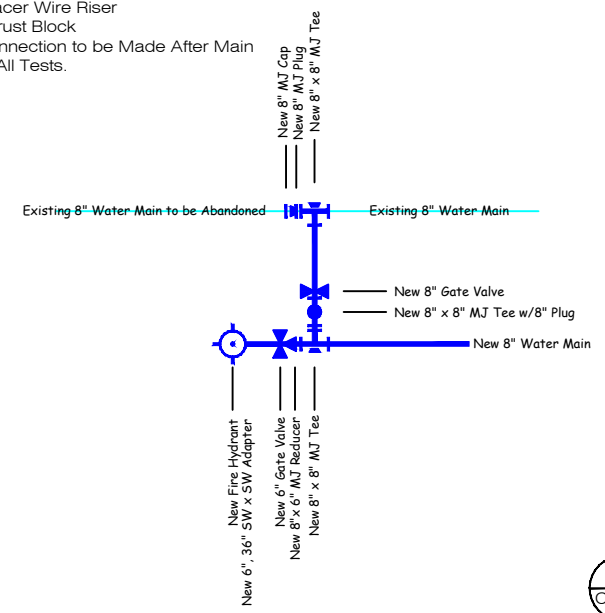 acer Wire Riser
rust Block
nnection to be Made After Main
All Tests.
New 8" MJ Cap
New 8" MJ Plug
New 8" x 8" MJ Tee
Existing 8" Water Main to be Abandoned
Existing 8" Water Main
New 8" Gate Valve
New 8" x 8" MJ Tee w/8" Plug
New 8" Water Main
New Fire Hydrant
New 6", 36" SW x SW Adapter
New 6" Gate Valve
New 8"x 6" MJ Reducer
New 8" x 8" MJ Tee